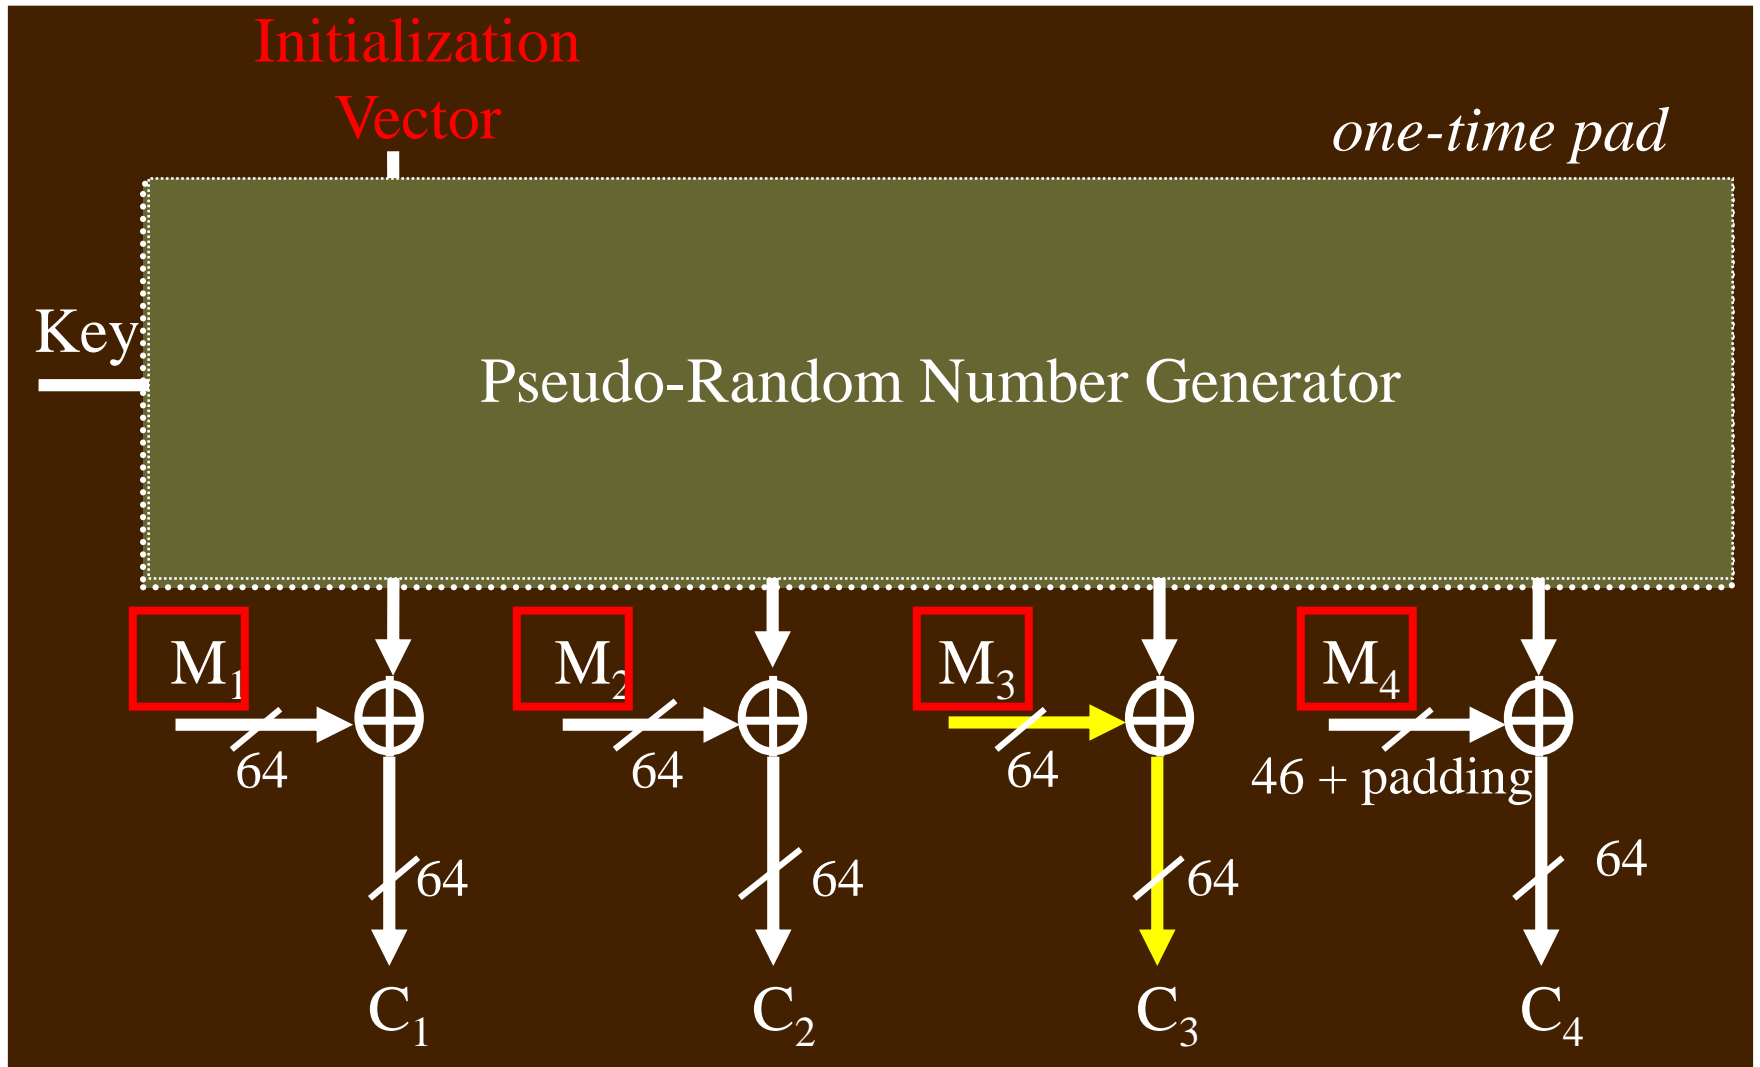 Initialization
Vector
one-time pad
Key
Pseudo-Random Number Generator
M₁ M₂ M₃ M₄
64 64 64 46 + padding
64 64 64 64
C₁ C₂ C₃ C₄